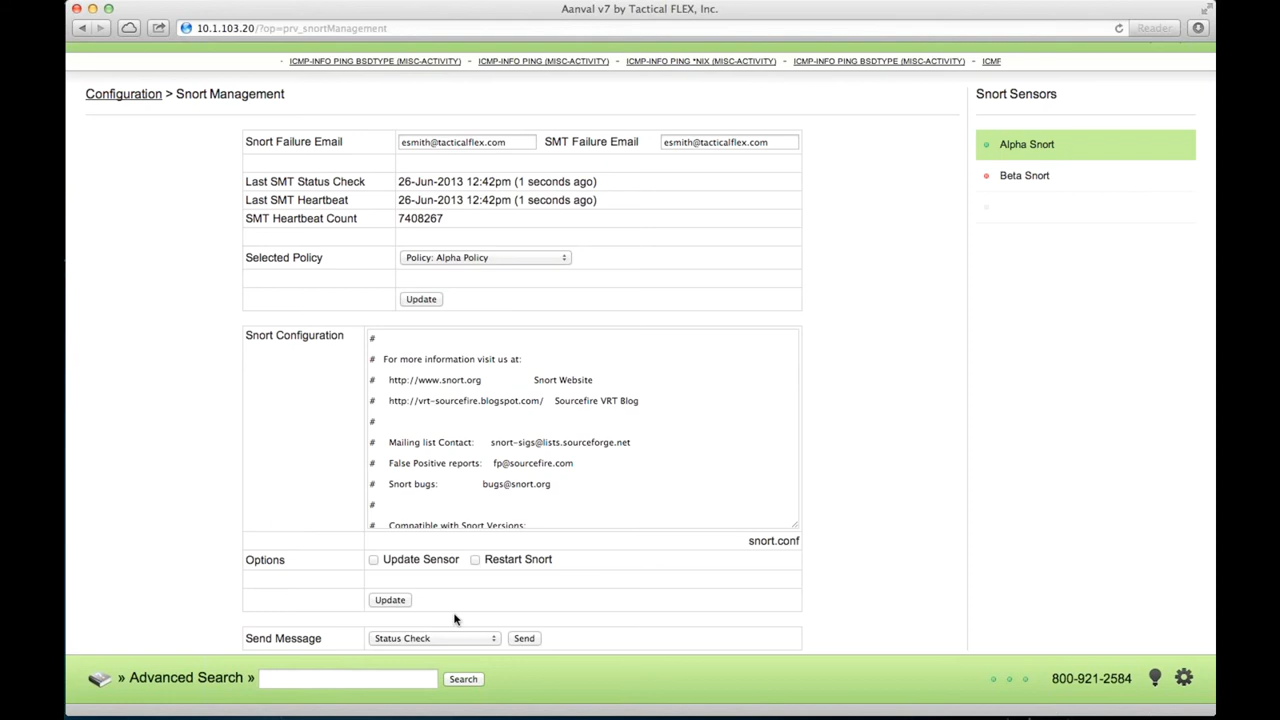 Aanval v7 by Tactical FLEX, Inc.
10.1.103.20/?op=prv_snortManagement
Reader
ICMP-INFO PING BSDTYPE (MISC-ACTIVITY) - ICMP-INFO PING (MISC-ACTIVITY) - ICMP-INFO PING *NIX (MISC-ACTIVITY) - ICMP-INFO PING BSDTYPE (MISC-ACTIVITY) - ICMF
Configuration > Snort Management
Snort Sensors
Alpha Snort
Beta Snort
Snort Failure Email esmith@tacticalflex.com SMT Failure Email esmith@tacticalflex.com
Last SMT Status Check 26-Jun-2013 12:42pm (1 seconds ago)
Last SMT Heartbeat 26-Jun-2013 12:42pm (1 seconds ago)
SMT Heartbeat Count 7408267
Selected Policy Policy: Alpha Policy
Update
Snort Configuration
#
# For more information visit us at:
# http://www.snort.org Snort Website
# http://vrt-sourcefire.blogspot.com/ Sourcefire VRT Blog
#
# Mailing list Contact: snort-sigs@lists.sourceforge.net
# False Positive reports: fp@sourcefire.com
# Snort bugs: bugs@snort.org
#
# Compatible with Snort Versions:
snort.conf
Options Update Sensor Restart Snort
Update
Send Message Status Check Send
» Advanced Search » Search 800-921-2584